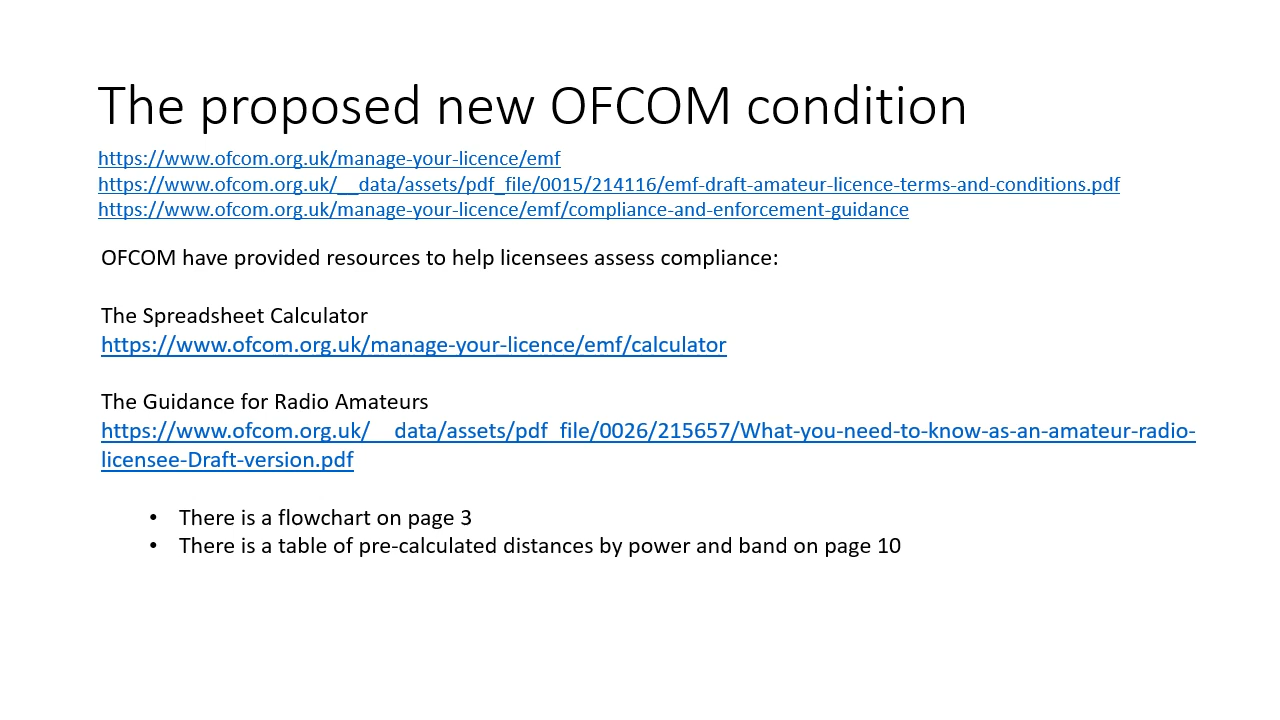 The proposed new OFCOM condition
https://www.ofcom.org.uk/manage-your-licence/emf
https://www.ofcom.org.uk/__data/assets/pdf_file/0015/214116/emf-draft-amateur-licence-terms-and-conditions.pdf
https://www.ofcom.org.uk/manage-your-licence/emf/compliance-and-enforcement-guidance
OFCOM have provided resources to help licensees assess compliance:
The Spreadsheet Calculator
https://www.ofcom.org.uk/manage-your-licence/emf/calculator
The Guidance for Radio Amateurs
https://www.ofcom.org.uk/__data/assets/pdf_file/0026/215657/What-you-need-to-know-as-an-amateur-radio-
licensee-Draft-version.pdf
• There is a flowchart on page 3
• There is a table of pre-calculated distances by power and band on page 10